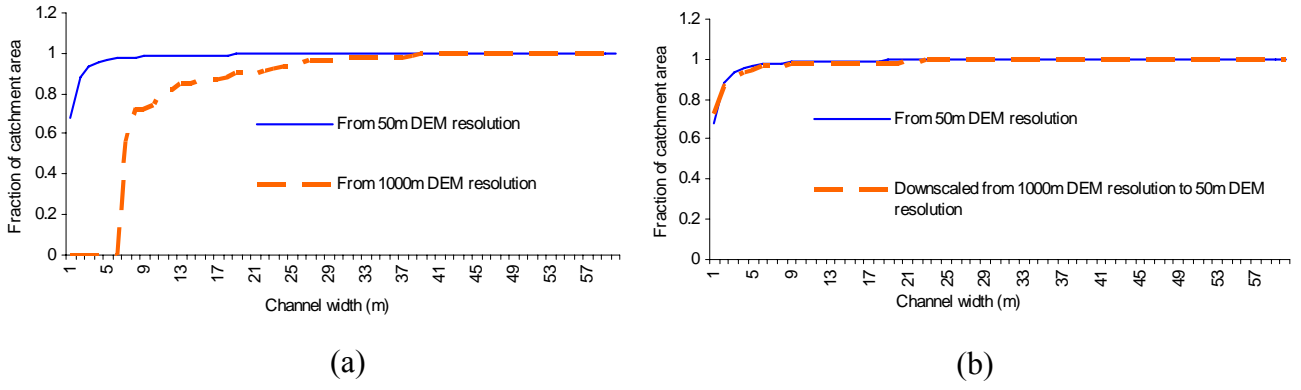 1.2
1
0.8
0.6
0.4
0.2
0
Fraction of catchment area
From 50m DEM resolution
From 1000m DEM resolution
1 5 9 13 17 21 25 29 33 37 41 45 49 53 57
Channel width (m)
(a)
1.2
1
0.8
0.6
0.4
0.2
0
Fraction of catchment area
From 50m DEM resolution
Downscaled from 1000m DEM resolution to 50m DEM
resolution
1 5 9 13 17 21 25 29 33 37 41 45 49 53 57
Channel width (m)
(b)